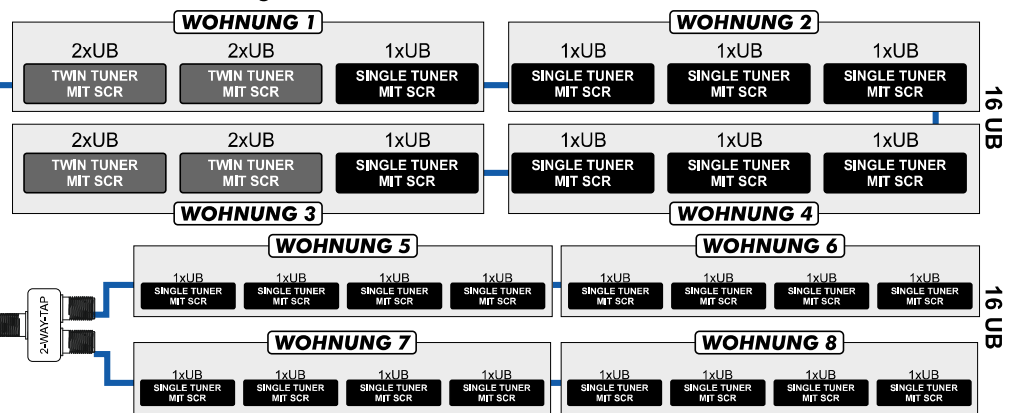 WOHNUNG 1
WOHNUNG 2
2xUB 2xUB 1xUB 1xUB 1xUB 1xUB
TWIN TUNER MIT SCR
TWIN TUNER MIT SCR
SINGLE TUNER MIT SCR
SINGLE TUNER MIT SCR
SINGLE TUNER MIT SCR
SINGLE TUNER MIT SCR
16 UB
2xUB 2xUB 1xUB 1xUB 1xUB 1xUB
TWIN TUNER MIT SCR
TWIN TUNER MIT SCR
SINGLE TUNER MIT SCR
SINGLE TUNER MIT SCR
SINGLE TUNER MIT SCR
SINGLE TUNER MIT SCR
WOHNUNG 3
WOHNUNG 4
WOHNUNG 5
WOHNUNG 6
1xUB 1xUB 1xUB 1xUB 1xUB 1xUB 1xUB 1xUB
SINGLE TUNER MIT SCR
SINGLE TUNER MIT SCR
SINGLE TUNER MIT SCR
SINGLE TUNER MIT SCR
SINGLE TUNER MIT SCR
SINGLE TUNER MIT SCR
SINGLE TUNER MIT SCR
SINGLE TUNER MIT SCR
2-WAY-TAP
16 UB
WOHNUNG 7
WOHNUNG 8
1xUB 1xUB 1xUB 1xUB 1xUB 1xUB 1xUB 1xUB
SINGLE TUNER MIT SCR
SINGLE TUNER MIT SCR
SINGLE TUNER MIT SCR
SINGLE TUNER MIT SCR
SINGLE TUNER MIT SCR
SINGLE TUNER MIT SCR
SINGLE TUNER MIT SCR
SINGLE TUNER MIT SCR